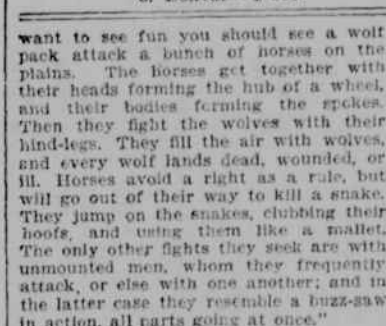 want to see fun you should see a wolf
pack attack a bunch of horses on the
plains. The horses get together with
their heads forming the hub of a wheel,
and their bodies forming the spokes.
Then they fight the wolves with their
hind-legs. They fill the air with wolves,
and every wolf lands dead, wounded, or
ill. Horses avoid a right as a rule, but
will go out of their way to kill a snake.
They jump on the snakes, clubbing their
hoofs, and using them like a mallet.
The only other fights they seek are with
unmounted men, whom they frequently
attack, or else with one another; and in
the latter case they resemble a buzz-saw
in action, all parts going at once."